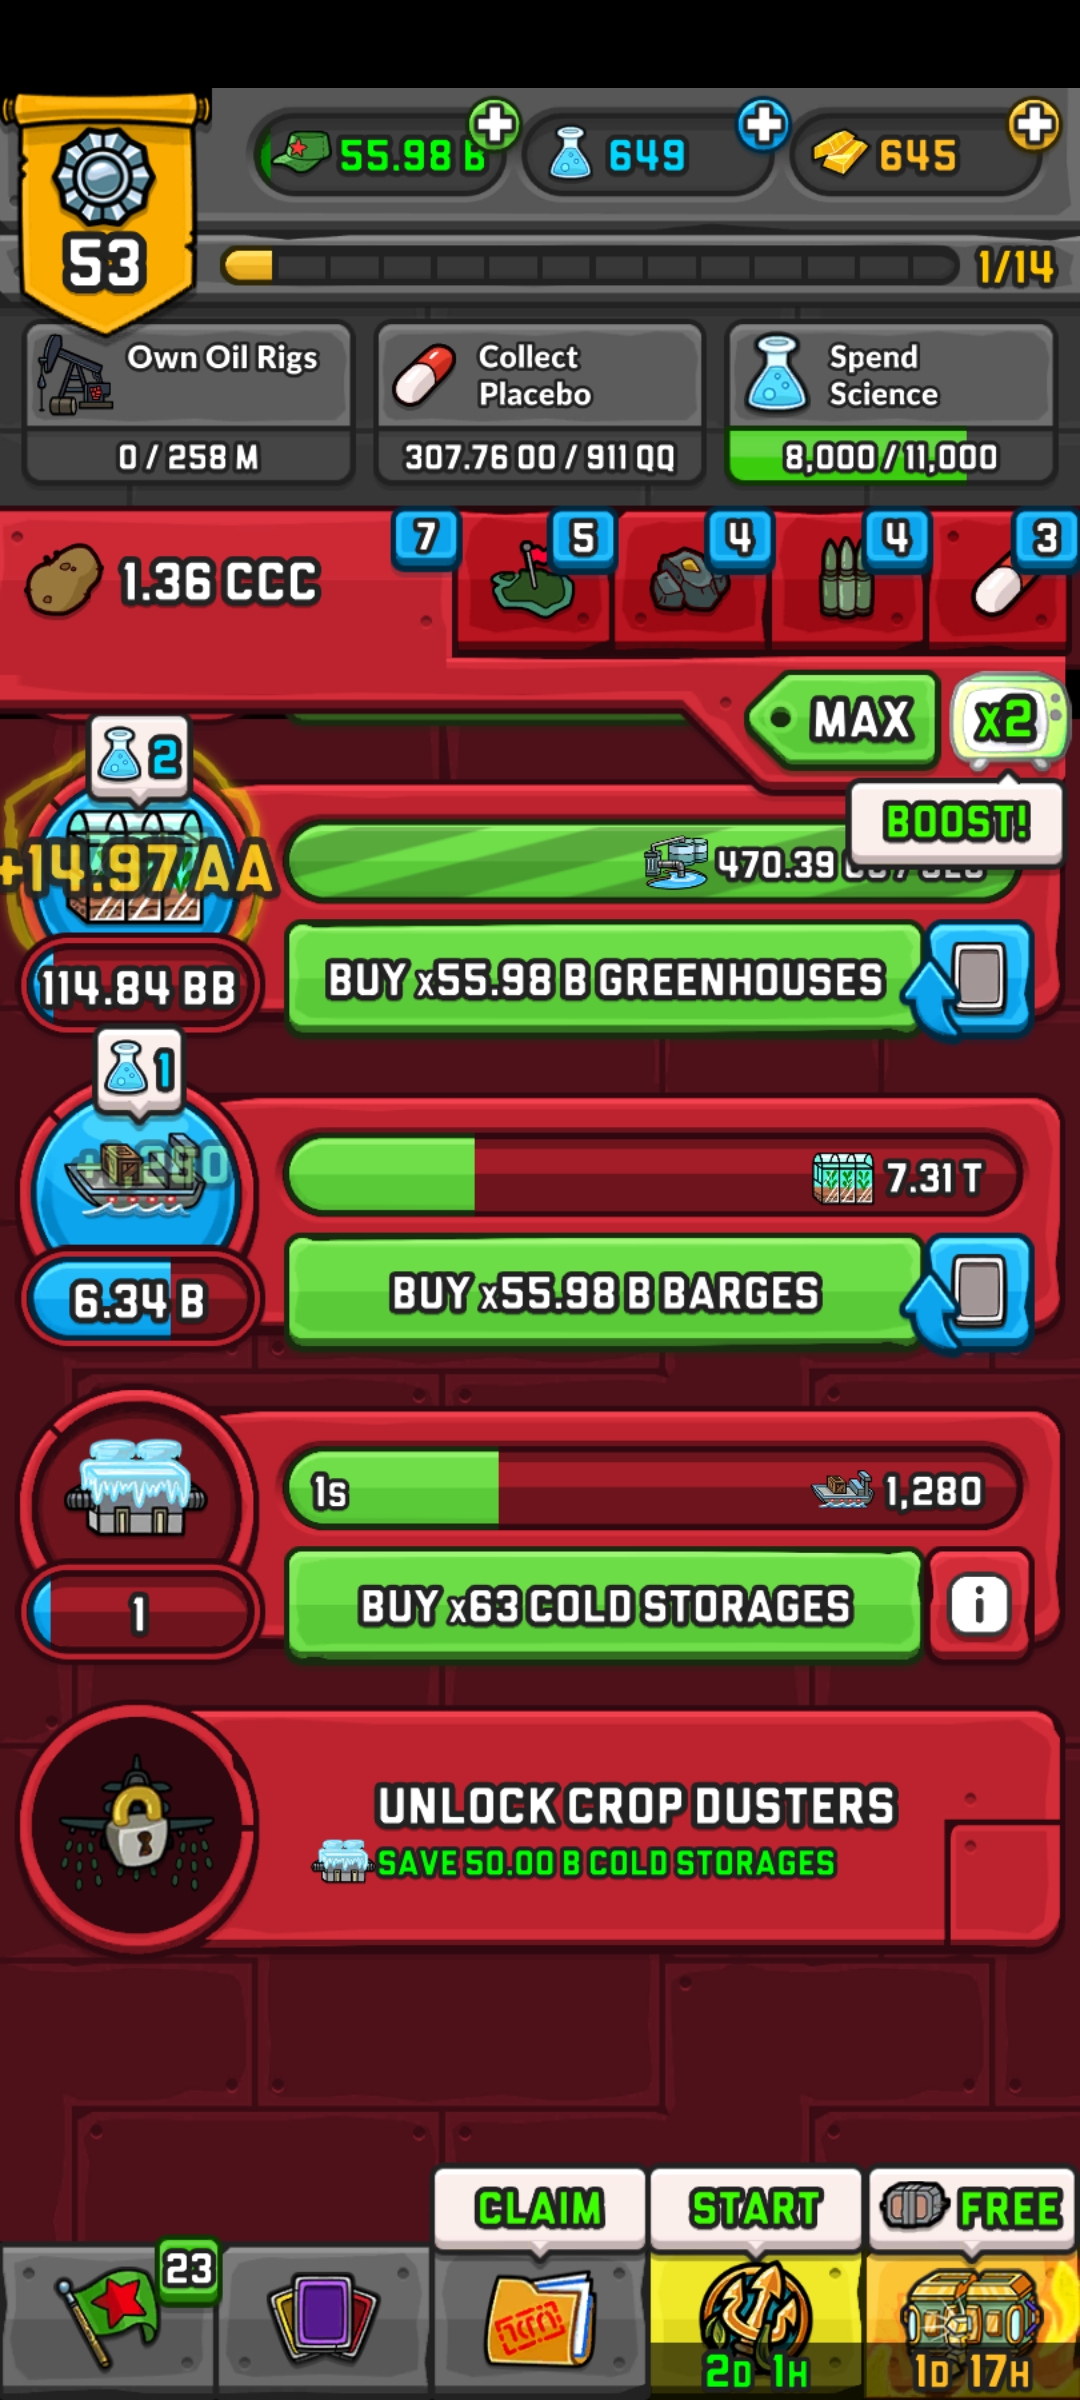 53
55.98 B
649
645
1/14
Own Oil Rigs
0 / 258 M
Collect
Placebo
307.76 OO / 911 QQ
Spend
Science
8,000 / 11,000
1.36 CCC
7
5
4
4
3
MAX
x2
BOOST!
2
+14.97 AA
470.39
114.84 BB
BUY x55.98 B GREENHOUSES
1
7.31 T
6.34 B
BUY x55.98 B BARGES
1s
1,280
1
BUY x63 COLD STORAGES
i
UNLOCK CROP DUSTERS
SAVE 50.00 B COLD STORAGES
CLAIM
START
FREE
23
2D 1H
1D 17H